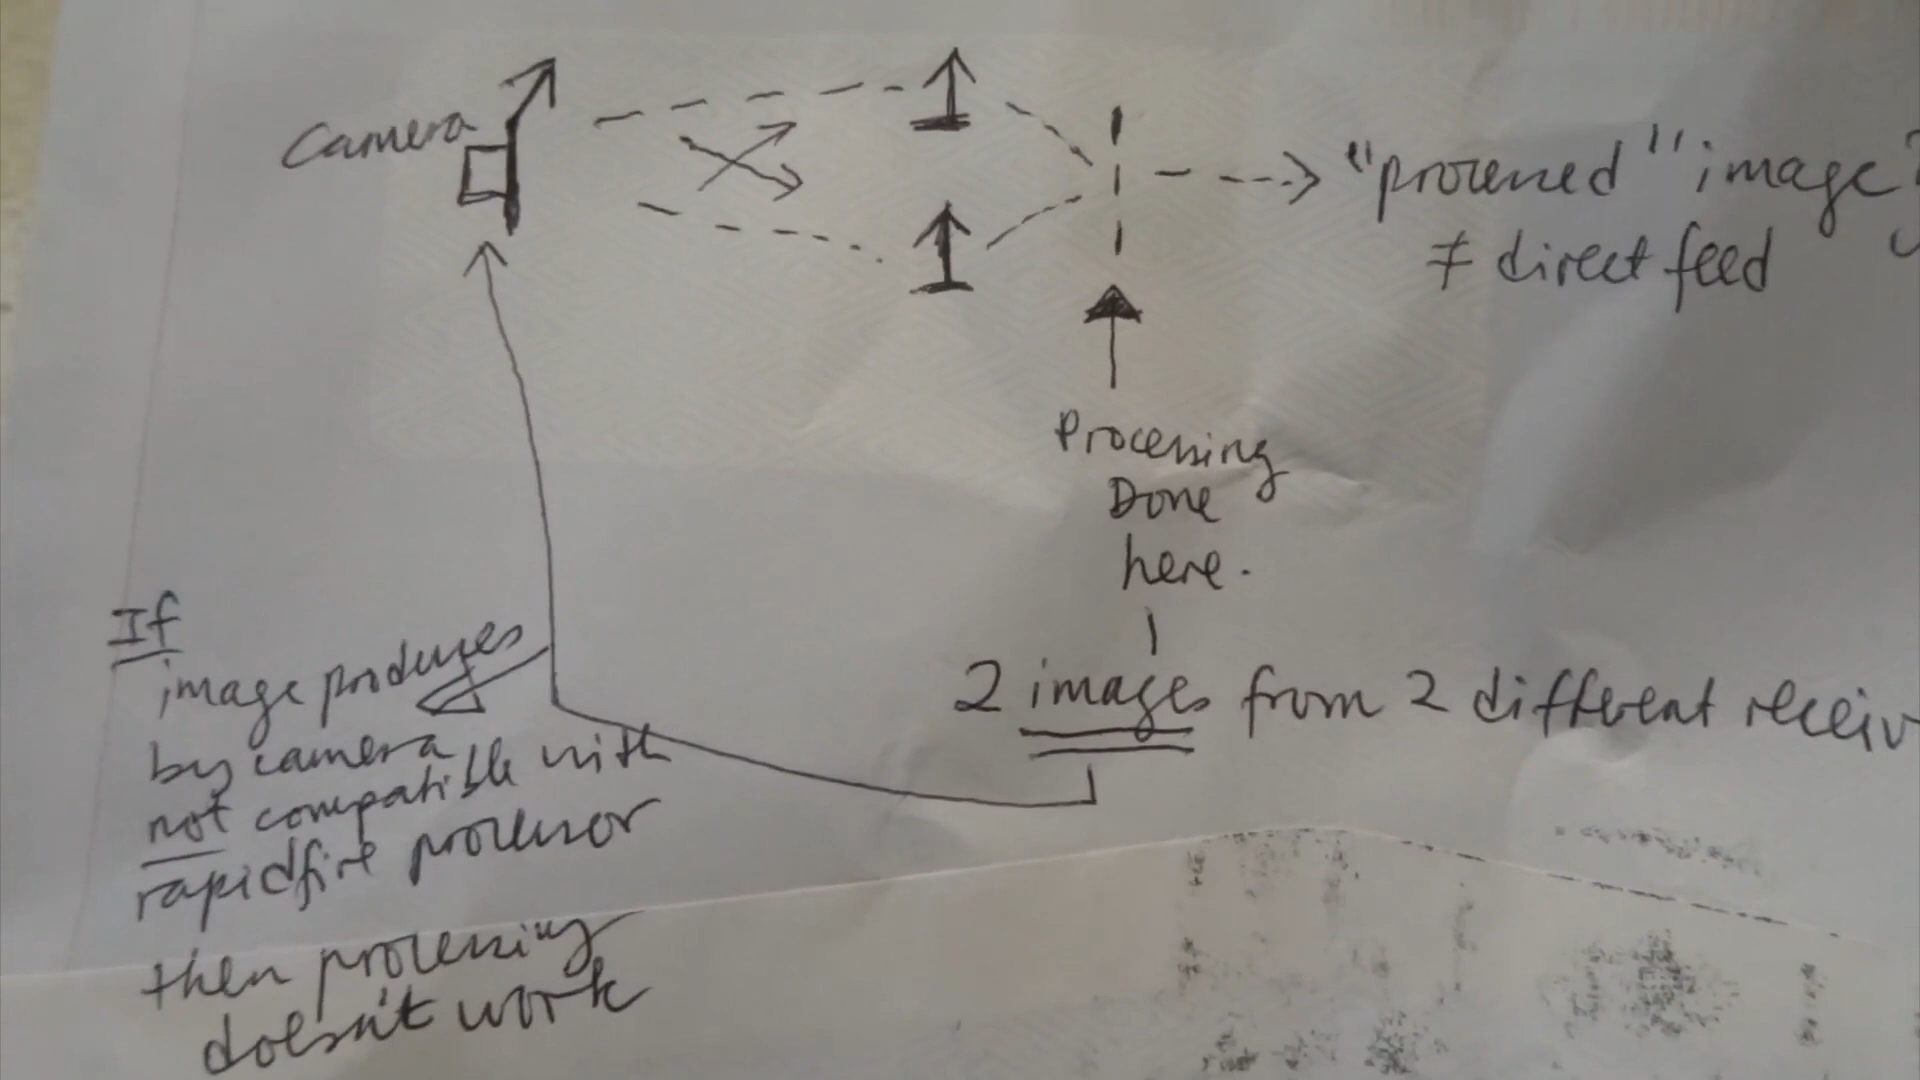 Camera
"processed" image?
≠ direct feed
Processing
Done
here.
2 images from 2 different receiv
If
image produces
by camera
not compatible with
rapidfire processor
then processing
doesn't work